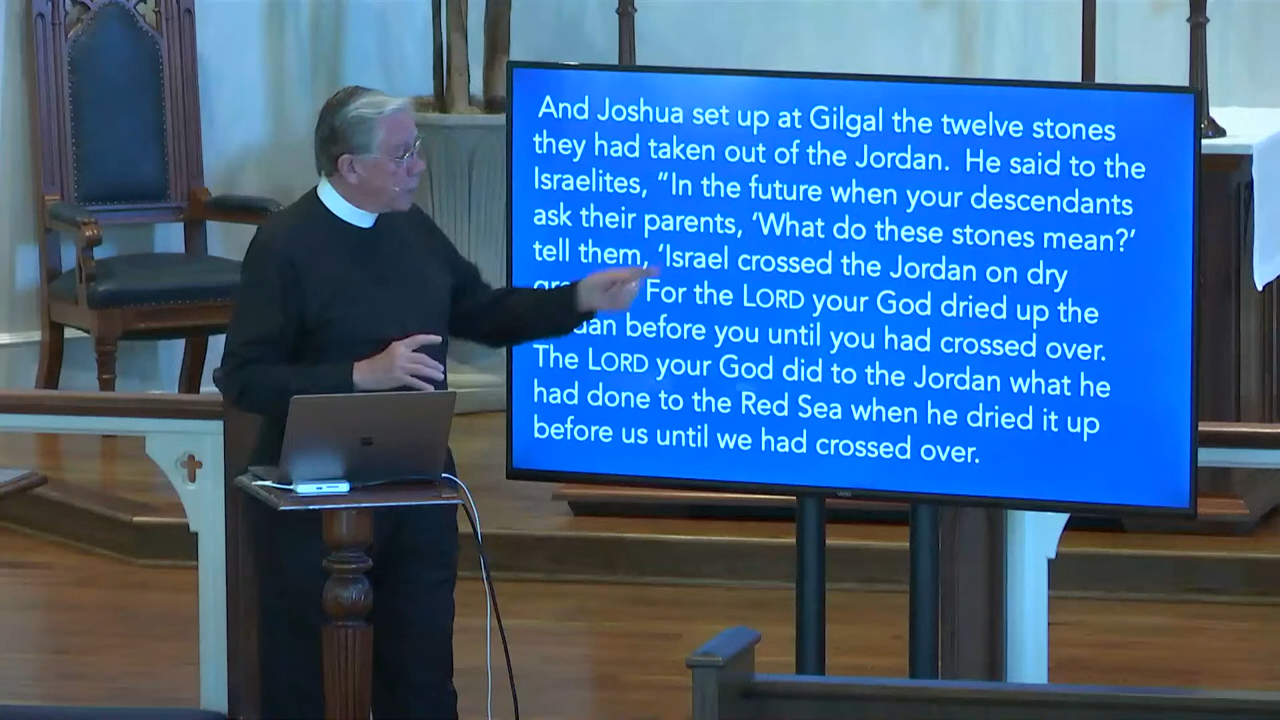 And Joshua set up at Gilgal the twelve stones
they had taken out of the Jordan. He said to the
Israelites, “In the future when your descendants
ask their parents, ‘What do these stones mean?’
tell them, ‘Israel crossed the Jordan on dry
For the LORD your God dried up the
before you until you had crossed over.
The LORD your God did to the Jordan what he
had done to the Red Sea when he dried it up
before us until we had crossed over.